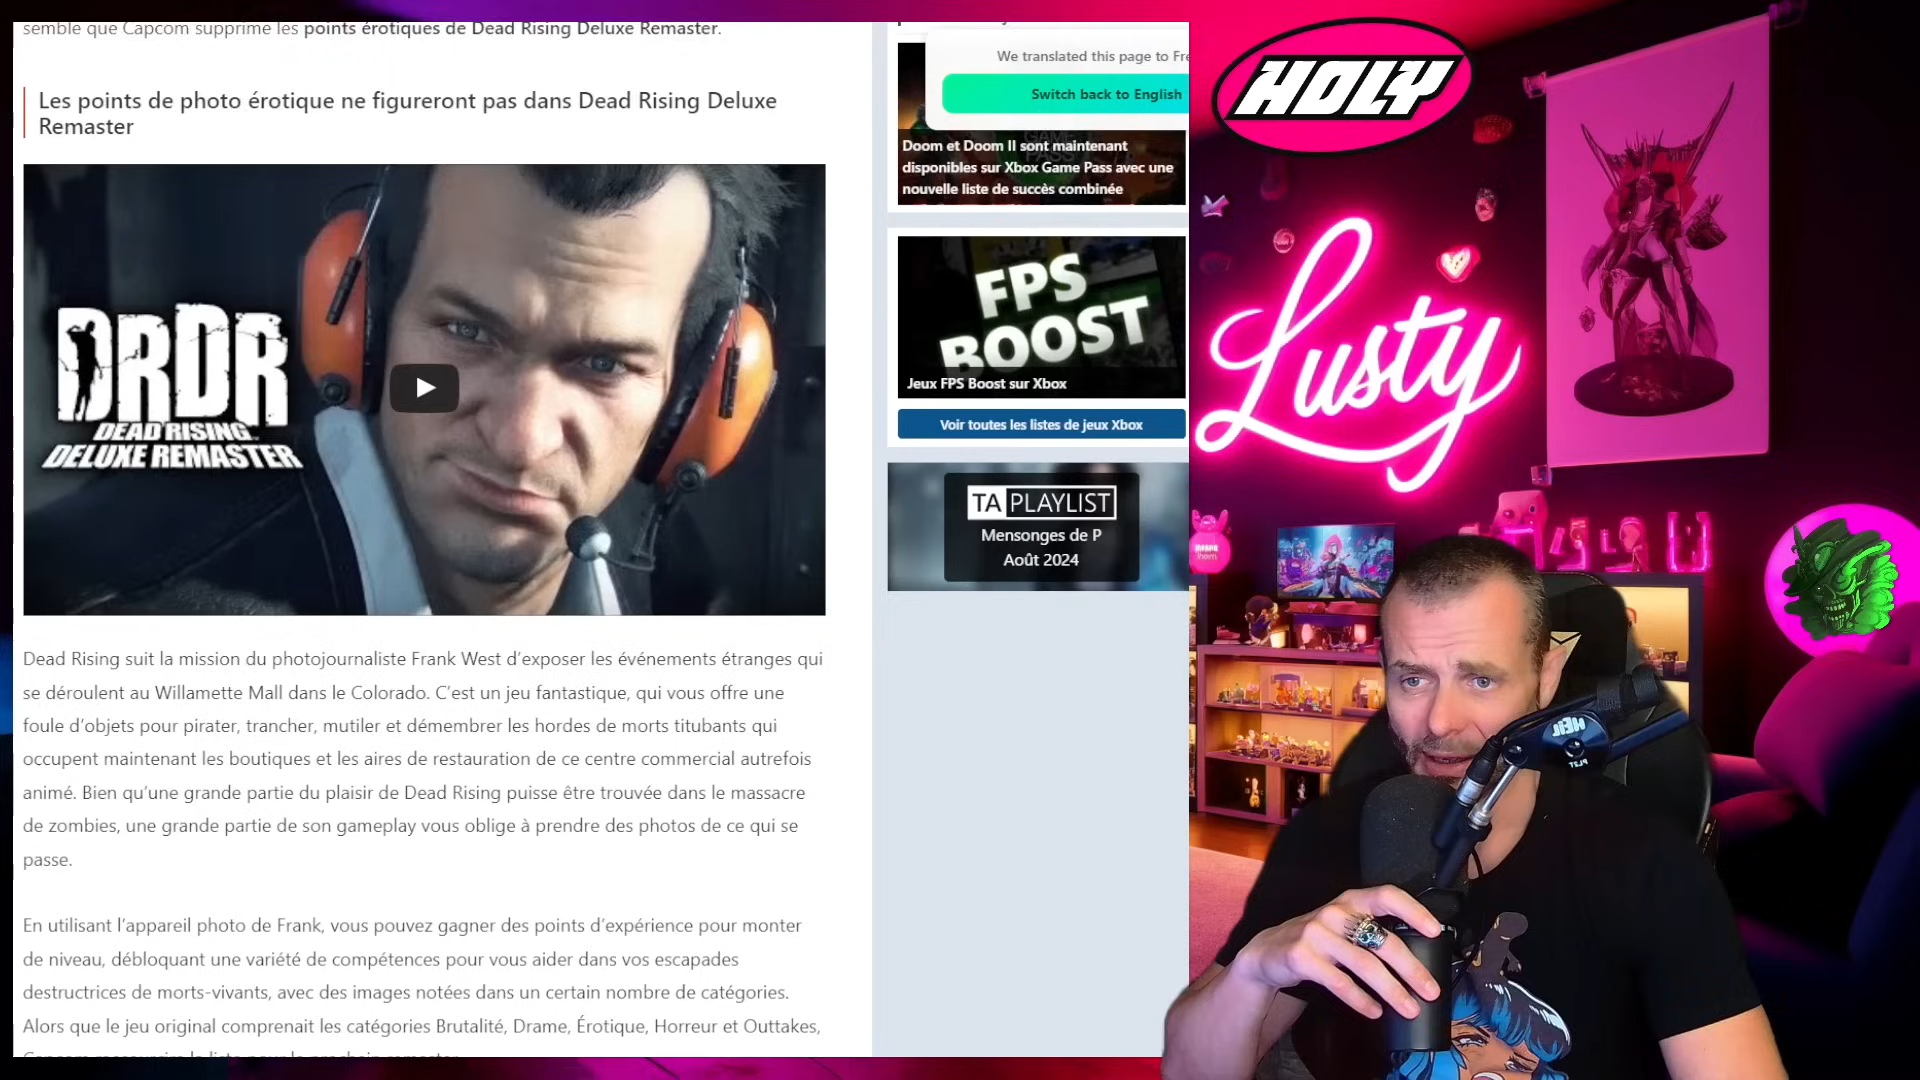 semble que Capcom supprime les points érotiques de Dead Rising Deluxe Remaster.
Les points de photo érotique ne figureront pas dans Dead Rising Deluxe
Remaster
DRDR
DEAD RISING
DELUXE REMASTER
Dead Rising suit la mission du photojournaliste Frank West d’exposer les événements étranges qui
se déroulent au Willamette Mall dans le Colorado. C’est un jeu fantastique, qui vous offre une
foule d’objets pour pirater, trancher, mutiler et démembrer les hordes de morts titubants qui
occupent maintenant les boutiques et les aires de restauration de ce centre commercial autrefois
animé. Bien qu’une grande partie du plaisir de Dead Rising puisse être trouvée dans le massacre
de zombies, une grande partie de son gameplay vous oblige à prendre des photos de ce qui se
passe.
En utilisant l’appareil photo de Frank, vous pouvez gagner des points d’expérience pour monter
de niveau, débloquant une variété de compétences pour vous aider dans vos escapades
destructrices de morts-vivants, avec des images notées dans un certain nombre de catégories.
Alors que le jeu original comprenait les catégories Brutalité, Drame, Érotique, Horreur et Outtakes,
We translated this page to Fre
Switch back to English
GAME
PASS
Doom et Doom II sont maintenant
disponibles sur Xbox Game Pass avec une
nouvelle liste de succès combinée
FPS
BOOST
Jeux FPS Boost sur Xbox
Voir toutes les listes de jeux Xbox
TA PLAYLIST
Mensonges de P
Août 2024
HOLY
Lusty
HEiL
PL2T